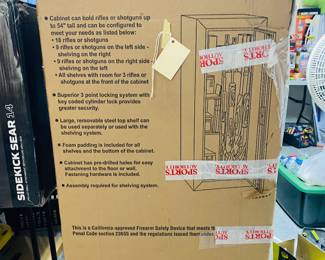 Cabinet can hold rifles or shotguns up
to 54" tall and can be configured to
meet your needs as listed below:
• 18 rifles or shotguns
• 9 rifles or shotguns on the left side -
shelving on the right
• 9 rifles or shotguns on the right side -
shelving on the left
• All shelves with room for 3 rifles or
shotguns at the front of the cabinet
Superior 3 point locking system with
key coded cylinder lock provides
greater security.
Large, removable steel top shelf can
be used separately or used with the
shelving system.
Foam padding is included for all
shelves and the bottom of the cabinet.
Cabinet has pre-drilled holes for easy
attachment to the floor or wall.
Fastening hardware is included.
Assembly required for shelving system.
This is a California-approved Firearm Safety Device that meets th
Penal Code section 23655 and the regulations issued there unde
SIDEKICK SEAR
SPORTS
AUTHORITY
SPORTS
AUTHORITY
SPORTS
AUTHORITY
SPORTS
AUTHORITY